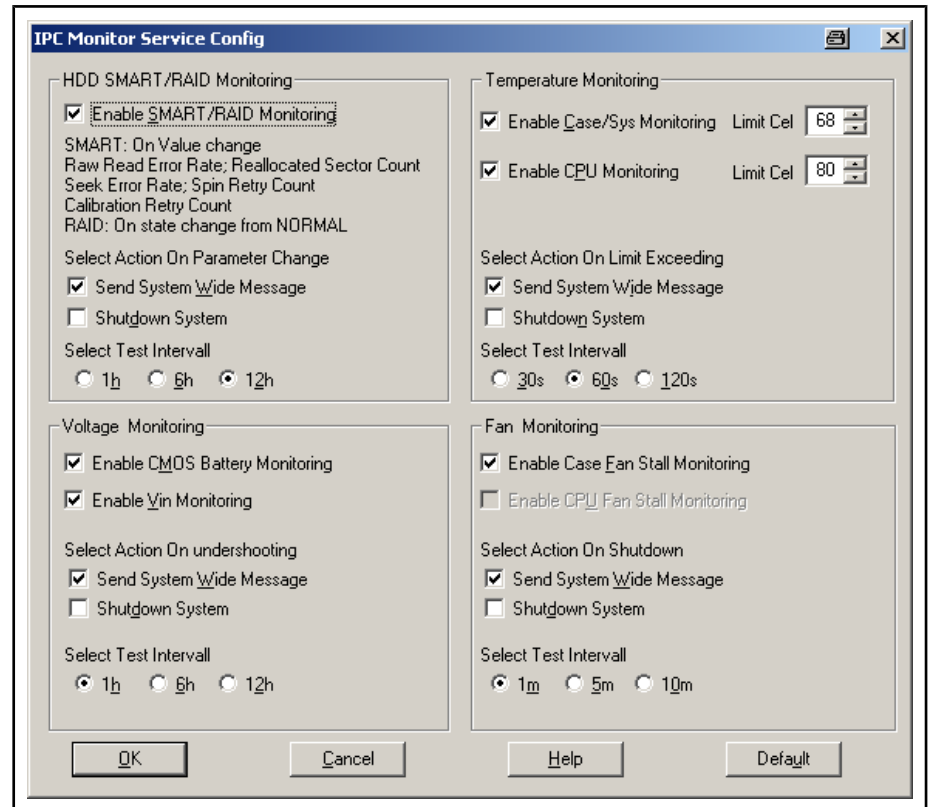 IPC Monitor Service Config
HDD SMART/RAID Monitoring
Enable SMART/RAID Monitoring
SMART: On Value change
Raw Read Error Rate; Reallocated Sector Count
Seek Error Rate; Spin Retry Count
Calibration Retry Count
RAID: On state change from NORMAL
Select Action On Parameter Change
Send System Wide Message
Shutdown System
Select Test Intervall
1h 6h 12h
Temperature Monitoring
Enable Case/Sys Monitoring Limit Cel 68
Enable CPU Monitoring Limit Cel 80
Select Action On Limit Exceeding
Send System Wide Message
Shutdown System
Select Test Intervall
30s 60s 120s
Voltage Monitoring
Enable CMOS Battery Monitoring
Enable Vin Monitoring
Select Action On undershooting
Send System Wide Message
Shutdown System
Select Test Intervall
1h 6h 12h
Fan Monitoring
Enable Case Fan Stall Monitoring
Enable CPU Fan Stall Monitoring
Select Action On Shutdown
Send System Wide Message
Shutdown System
Select Test Intervall
1m 5m 10m
OK Cancel Help Default